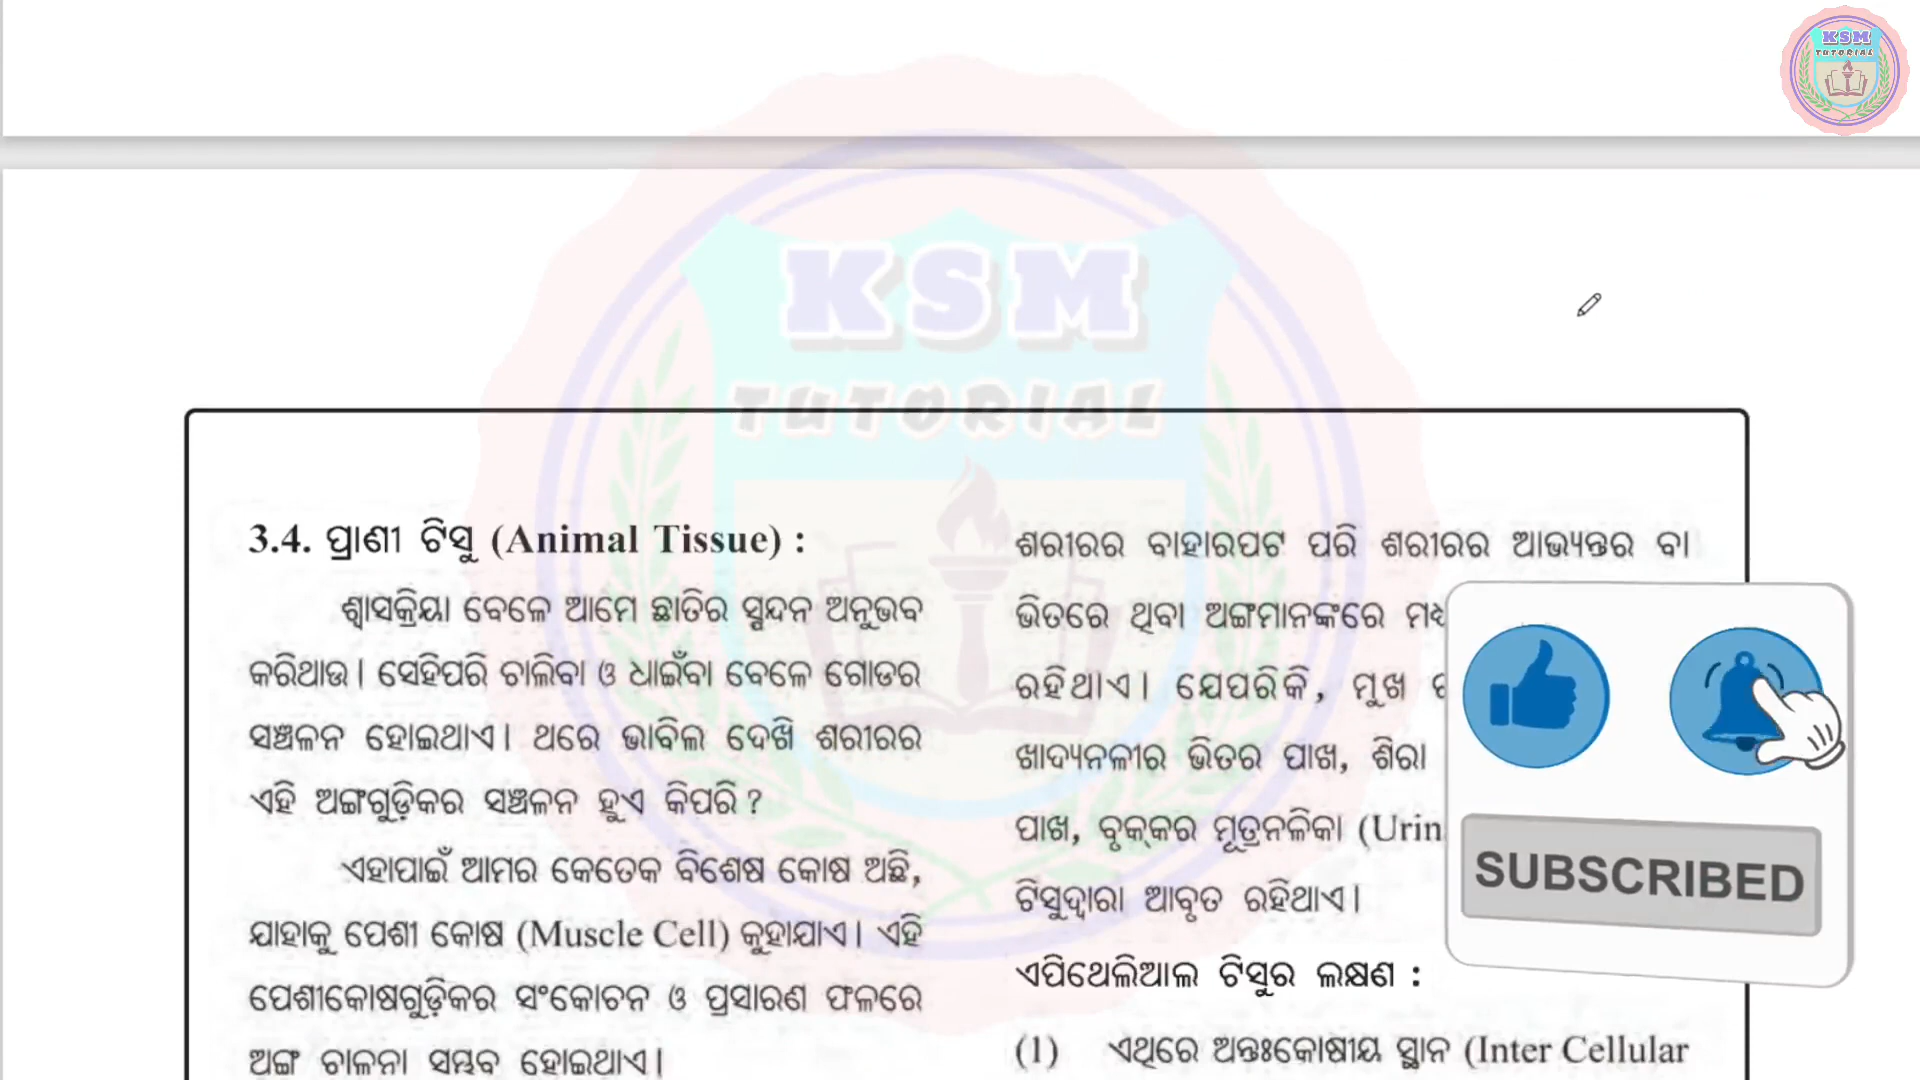 KSM
TUTORIAL
KSM
TUTORIAL
3.4. ପ୍ରାଣୀ ଟିସୁ (Animal Tissue) :
ଶ୍ୱାସକ୍ରିୟା ବେଳେ ଆମେ ଛାତିର ସ୍ପନ୍ଦନ ଅନୁଭବ
କରିଥାଉ। ସେହିପରି ଚାଲିବା ଓ ଧାଇଁବା ବେଳେ ଗୋଡର
ସଞ୍ଚଳନ ହୋଇଥାଏ। ଥରେ ଭାବିଲ ଦେଖି ଶରୀରର
ଏହି ଅଙ୍ଗଗୁଡ଼ିକର ସଞ୍ଚଳନ ହୁଏ କିପରି ?
ଏହାପାଇଁ ଆମର କେତେକ ବିଶେଷ କୋଷ ଅଛି,
ଯାହାକୁ ପେଶୀ କୋଷ (Muscle Cell) କୁହାଯାଏ। ଏହି
ପେଶୀକୋଷଗୁଡ଼ିକର ସଂକୋଚନ ଓ ପ୍ରସାରଣ ଫଳରେ
ଅଙ୍ଗ ଚାଳନା ସମ୍ଭବ ହୋଇଥାଏ।
ଶରୀରର ବାହାରପଟ ପରି ଶରୀରର ଆଭ୍ୟନ୍ତର ବା
ଭିତରେ ଥିବା ଅଙ୍ଗମାନଙ୍କରେ
ରହିଥାଏ। ଯେପରିକି, ମୁଖ
ଖାଦ୍ୟନଳୀର ଭିତର ପାଖ, ଶିରା
ପାଖ, ବୃକ୍‌କର ମୂତ୍ରନଳିକା (Urin
ଟିସୁଦ୍ୱାରା ଆବୃତ ରହିଥାଏ।
ଏପିଥେଲିଆଲ ଟିସୁର ଲକ୍ଷଣ :
(1) ଏଥିରେ ଅନ୍ତଃକୋଷୀୟ ସ୍ଥାନ (Inter Cellular
SUBSCRIBED